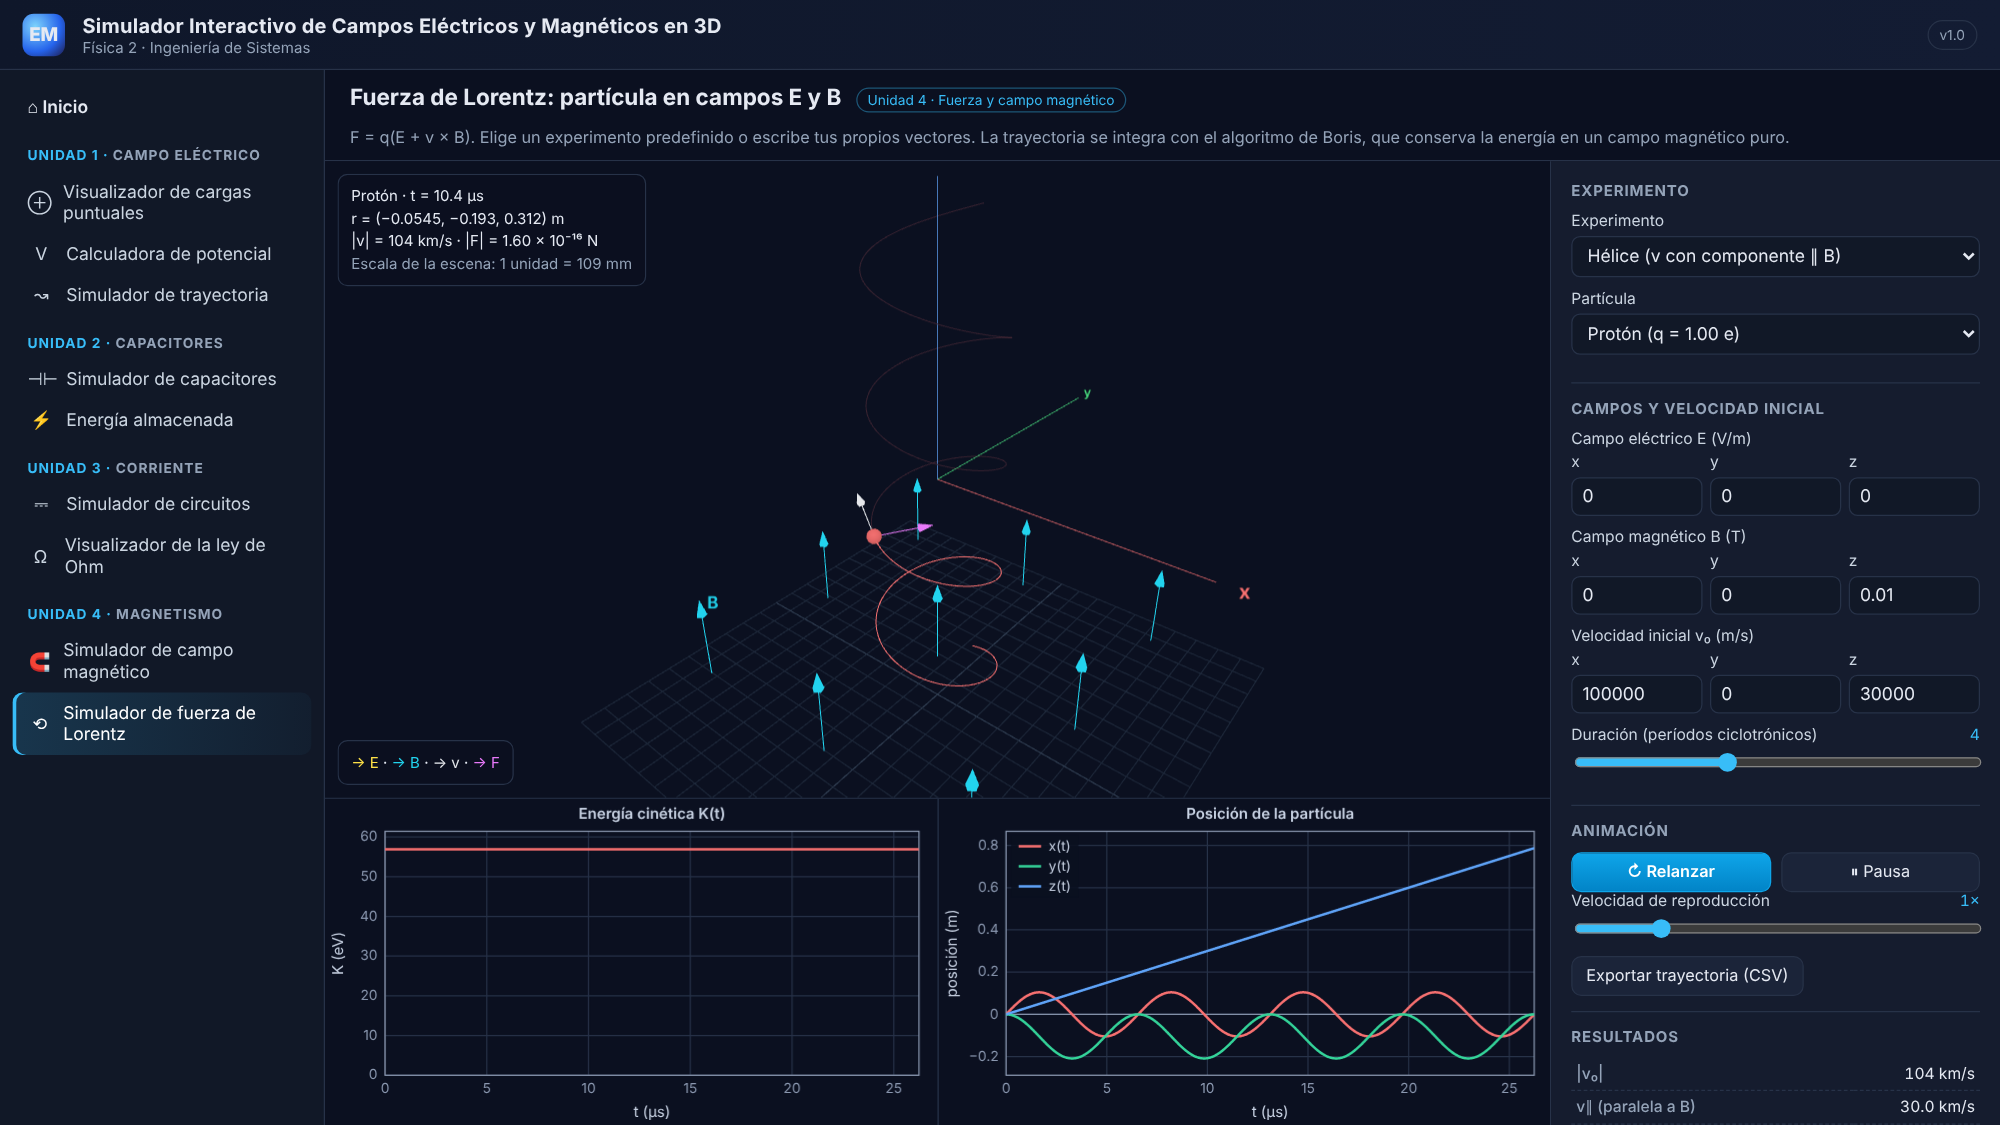 EM
Simulador Interactivo de Campos Eléctricos y Magnéticos en 3D
Física 2 · Ingeniería de Sistemas
v1.0
⌂ Inicio
UNIDAD 1 · CAMPO ELÉCTRICO
Visualizador de cargas
puntuales
V Calculadora de potencial
↝ Simulador de trayectoria
UNIDAD 2 · CAPACITORES
⊣⊢ Simulador de capacitores
⚡ Energía almacenada
UNIDAD 3 · CORRIENTE
⎓ Simulador de circuitos
Ω Visualizador de la ley de
Ohm
UNIDAD 4 · MAGNETISMO
🧲 Simulador de campo
magnético
⟲ Simulador de fuerza de
Lorentz
Fuerza de Lorentz: partícula en campos E y B
Unidad 4 · Fuerza y campo magnético
F = q(E + v × B). Elige un experimento predefinido o escribe tus propios vectores. La trayectoria se integra con el algoritmo de Boris, que conserva la energía en un campo magnético puro.
Protón · t = 10.4 µs
r = (−0.0545, −0.193, 0.312) m
|v| = 104 km/s · |F| = 1.60 × 10⁻¹⁶ N
Escala de la escena: 1 unidad = 109 mm
y
x
B
→ E · → B · → v · → F
Energía cinética K(t)
60
50
40
30
20
10
0
K (eV)
0 5 10 15 20 25
t (µs)
Posición de la partícula
x(t)
y(t)
z(t)
0.8
0.6
0.4
0.2
0
−0.2
posición (m)
0 5 10 15 20 25
t (µs)
EXPERIMENTO
Experimento
Hélice (v con componente ∥ B)
Partícula
Protón (q = 1.00 e)
CAMPOS Y VELOCIDAD INICIAL
Campo eléctrico E (V/m)
x y z
0 0 0
Campo magnético B (T)
x y z
0 0 0.01
Velocidad inicial v₀ (m/s)
x y z
100000 0 30000
Duración (períodos ciclotrónicos) 4
ANIMACIÓN
↻ Relanzar
⏸ Pausa
Velocidad de reproducción 1×
Exportar trayectoria (CSV)
RESULTADOS
|v₀| 104 km/s
v∥ (paralela a B) 30.0 km/s